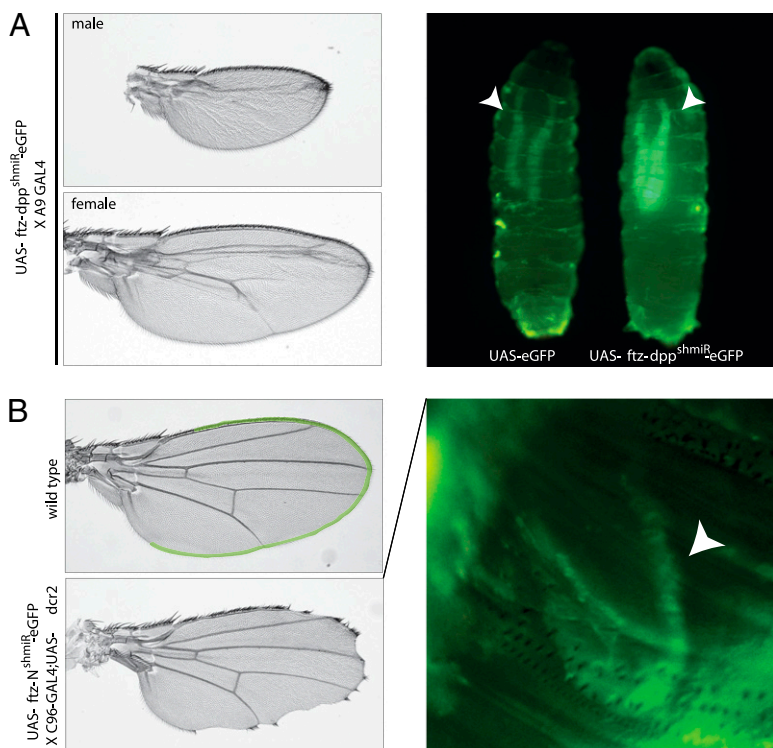 A
male
female
UAS- ftz-dpp^shmiR-eGFP
X A9 GAL4
UAS-eGFP
UAS- ftz-dpp^shmiR-eGFP
B
wild type
UAS- ftz-N^shmiR-eGFP
X C96-GAL4;UAS- dcr2